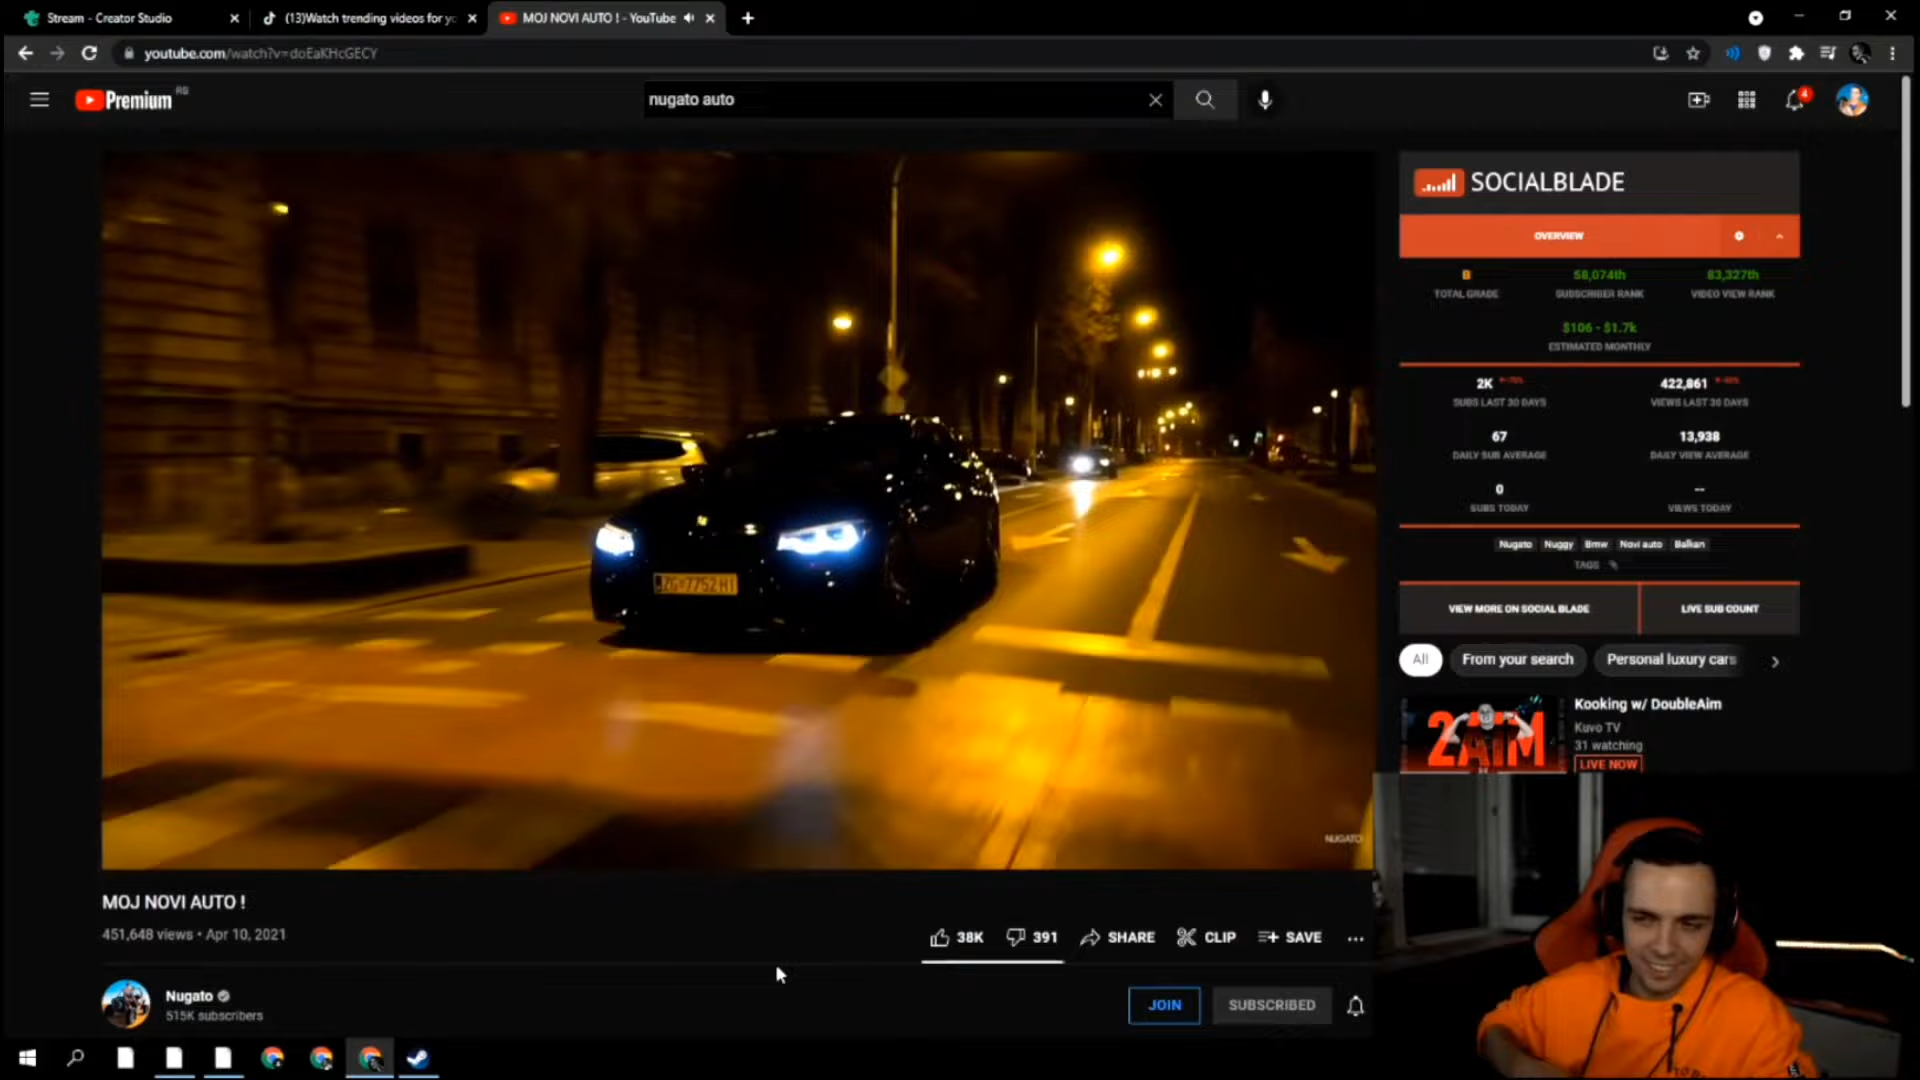 Stream - Creator Studio
(13)Watch trending videos for yo
MOJ NOVI AUTO ! - YouTube
youtube.com/watch?v=doEaKHcGECY
Premium RS
nugato auto
4
SOCIALBLADE
OVERVIEW
B
58,074th
83,327th
TOTAL GRADE
SUBSCRIBER RANK
VIDEO VIEW RANK
$106 - $1.7k
ESTIMATED MONTHLY
2K
422,861
SUBS LAST 30 DAYS
VIEWS LAST 30 DAYS
67
13,938
DAILY SUB AVERAGE
DAILY VIEW AVERAGE
0
--
SUBS TODAY
VIEWS TODAY
Nugato Nuggy Bmw Novi auto Balkan
TAGS
VIEW MORE ON SOCIAL BLADE
LIVE SUB COUNT
All
From your search
Personal luxury cars
2AIM
Kooking w/ DoubleAim
Kuvo TV
31 watching
LIVE NOW
ZG 7752 HI
NUGATO
MOJ NOVI AUTO !
451,648 views • Apr 10, 2021
38K
391
SHARE
CLIP
SAVE
Nugato
515K subscribers
JOIN
SUBSCRIBED